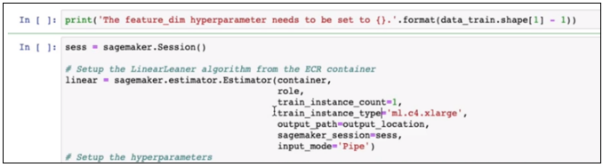 In [ ]: print('The feature_dim hyperparameter needs to be set to {}.'.format(data_train.shape[1] - 1))
In [ ]: sess = sagemaker.Session()
# Setup the LinearLeaner algorithm from the ECR container
linear = sagemaker.estimator.Estimator(container,
role,
train_instance_count=1,
train_instance_type='ml.c4.xlarge',
output_path=output_location,
sagemaker_session=sess,
input_mode='Pipe')
# Setup the hyperparameters